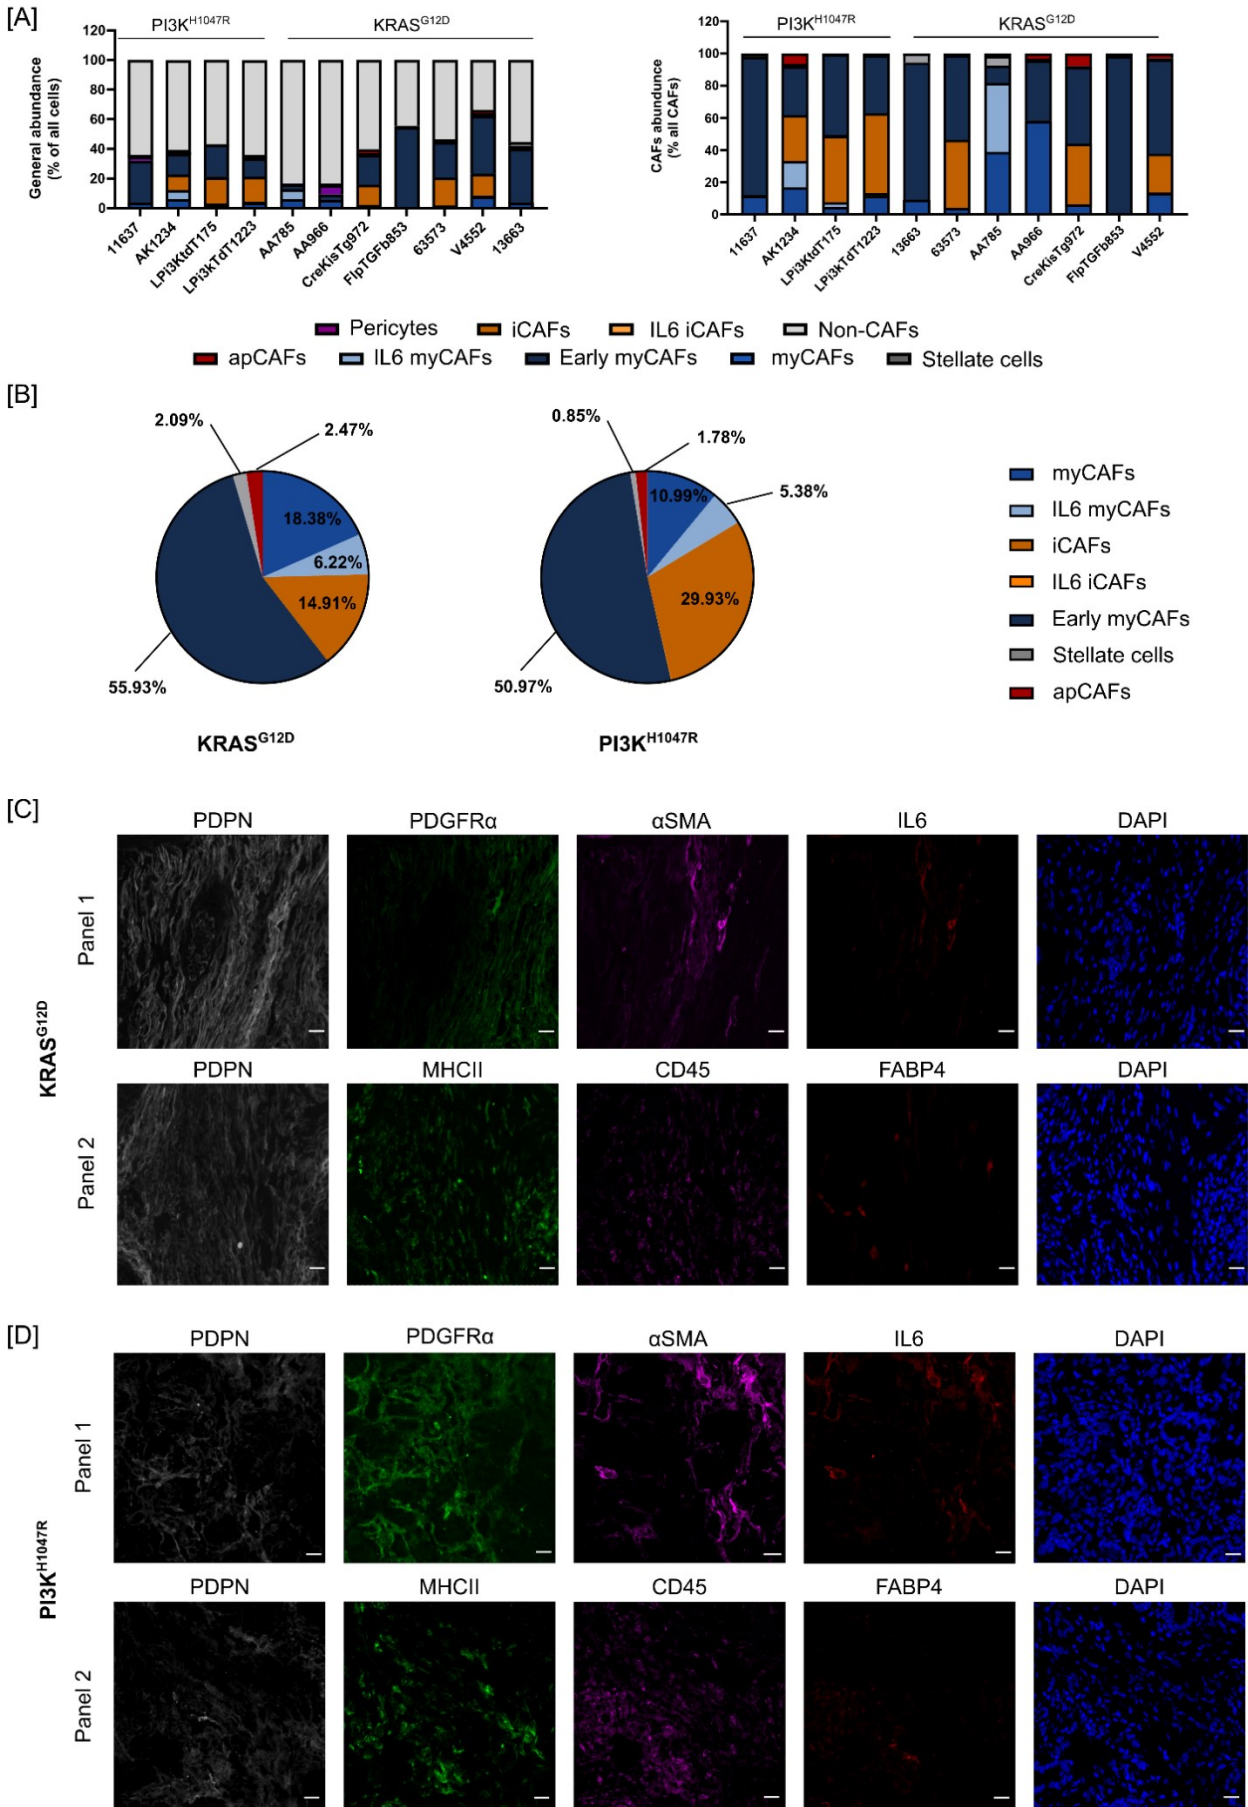 [A]
PI3K^H1047R KRAS^G12D
General abundance
(% of all cells)
120
100
80
60
40
20
0
11637 AK1234 LPi3KtdT175 LPi3kTdT1223 AA785 AA966 CreKisTg972 FlpTGFb853 63573 V4552 13663
PI3K^H1047R KRAS^G12D
CAFs abundunce
(% all CAFs)
120
100
80
60
40
20
0
11637 AK1234 LPi3KtdT175 LPi3kTdT1223 13663 63573 AA785 AA966 CreKisTg972 FlpTGFb853 V4552
Pericytes iCAFs IL6 iCAFs Non-CAFs
apCAFs IL6 myCAFs Early myCAFs myCAFs Stellate cells
[B]
2.09%
2.47%
18.38%
6.22%
14.91%
55.93%
KRAS^G12D
0.85%
1.78%
10.99%
5.38%
29.93%
50.97%
PI3K^H1047R
myCAFs
IL6 myCAFs
iCAFs
IL6 iCAFs
Early myCAFs
Stellate cells
apCAFs
[C]
KRAS^G12D
Panel 1
PDPN PDGFRα αSMA IL6 DAPI
Panel 2
PDPN MHCII CD45 FABP4 DAPI
[D]
PI3K^H1047R
Panel 1
PDPN PDGFRα αSMA IL6 DAPI
Panel 2
PDPN MHCII CD45 FABP4 DAPI